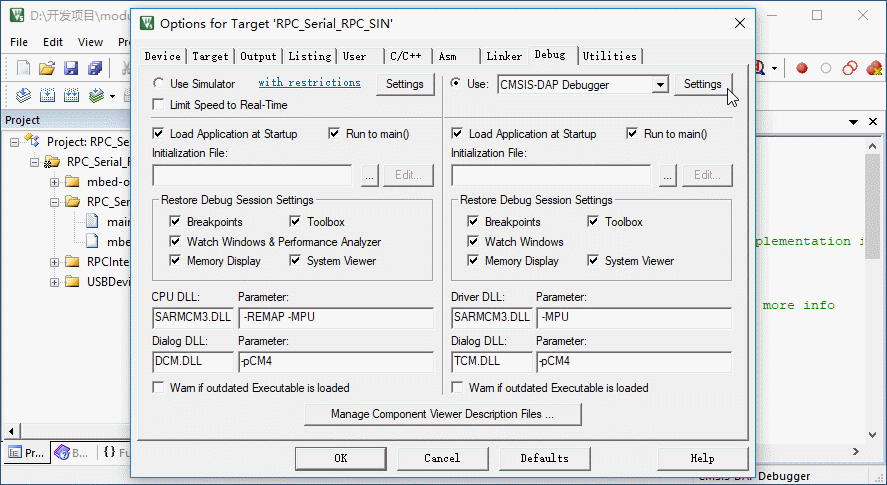 D:\开发项目\modu
Options for Target 'RPC_Serial_RPC_SIN'
File Edit View
Device Target Output Listing User C/C++ Asm Linker Debug Utilities
Use Simulator with restrictions Settings
Use: CMSIS-DAP Debugger Settings
Limit Speed to Real-Time
Load Application at Startup Run to main()
Load Application at Startup Run to main()
Initialization File:
Initialization File:
... Edit...
... Edit...
Restore Debug Session Settings
Breakpoints Toolbox
Watch Windows & Performance Analyzer
Memory Display System Viewer
Restore Debug Session Settings
Breakpoints Toolbox
Watch Windows
Memory Display System Viewer
CPU DLL: Parameter:
SARMCM3.DLL -REMAP -MPU
Dialog DLL: Parameter:
DCM.DLL -pCM4
Driver DLL: Parameter:
SARMCM3.DLL -MPU
Dialog DLL: Parameter:
TCM.DLL -pCM4
Warn if outdated Executable is loaded
Warn if outdated Executable is loaded
Manage Component Viewer Description Files ...
OK Cancel Defaults Help
Project
Project: RPC_Se
RPC_Serial_F
mbed-o
RPC_Se
main
mbe
RPCInte
USBDevi
plementation i
more info
Pr... B... {} Fu
CMSIS-DAP Debugger